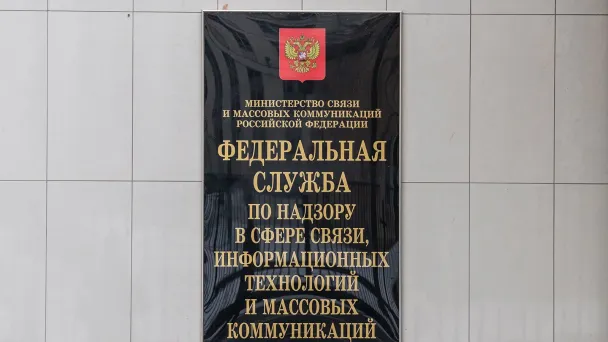 МИНИСТЕРСТВО СВЯЗИ
И МАССОВЫХ КОММУНИКАЦИЙ
РОССИЙСКОЙ ФЕДЕРАЦИИ
ФЕДЕРАЛЬНАЯ
СЛУЖБА
ПО НАДЗОРУ
В СФЕРЕ СВЯЗИ,
ИНФОРМАЦИОННЫХ
ТЕХНОЛОГИЙ
И МАССОВЫХ
КОММУНИКАЦИЙ